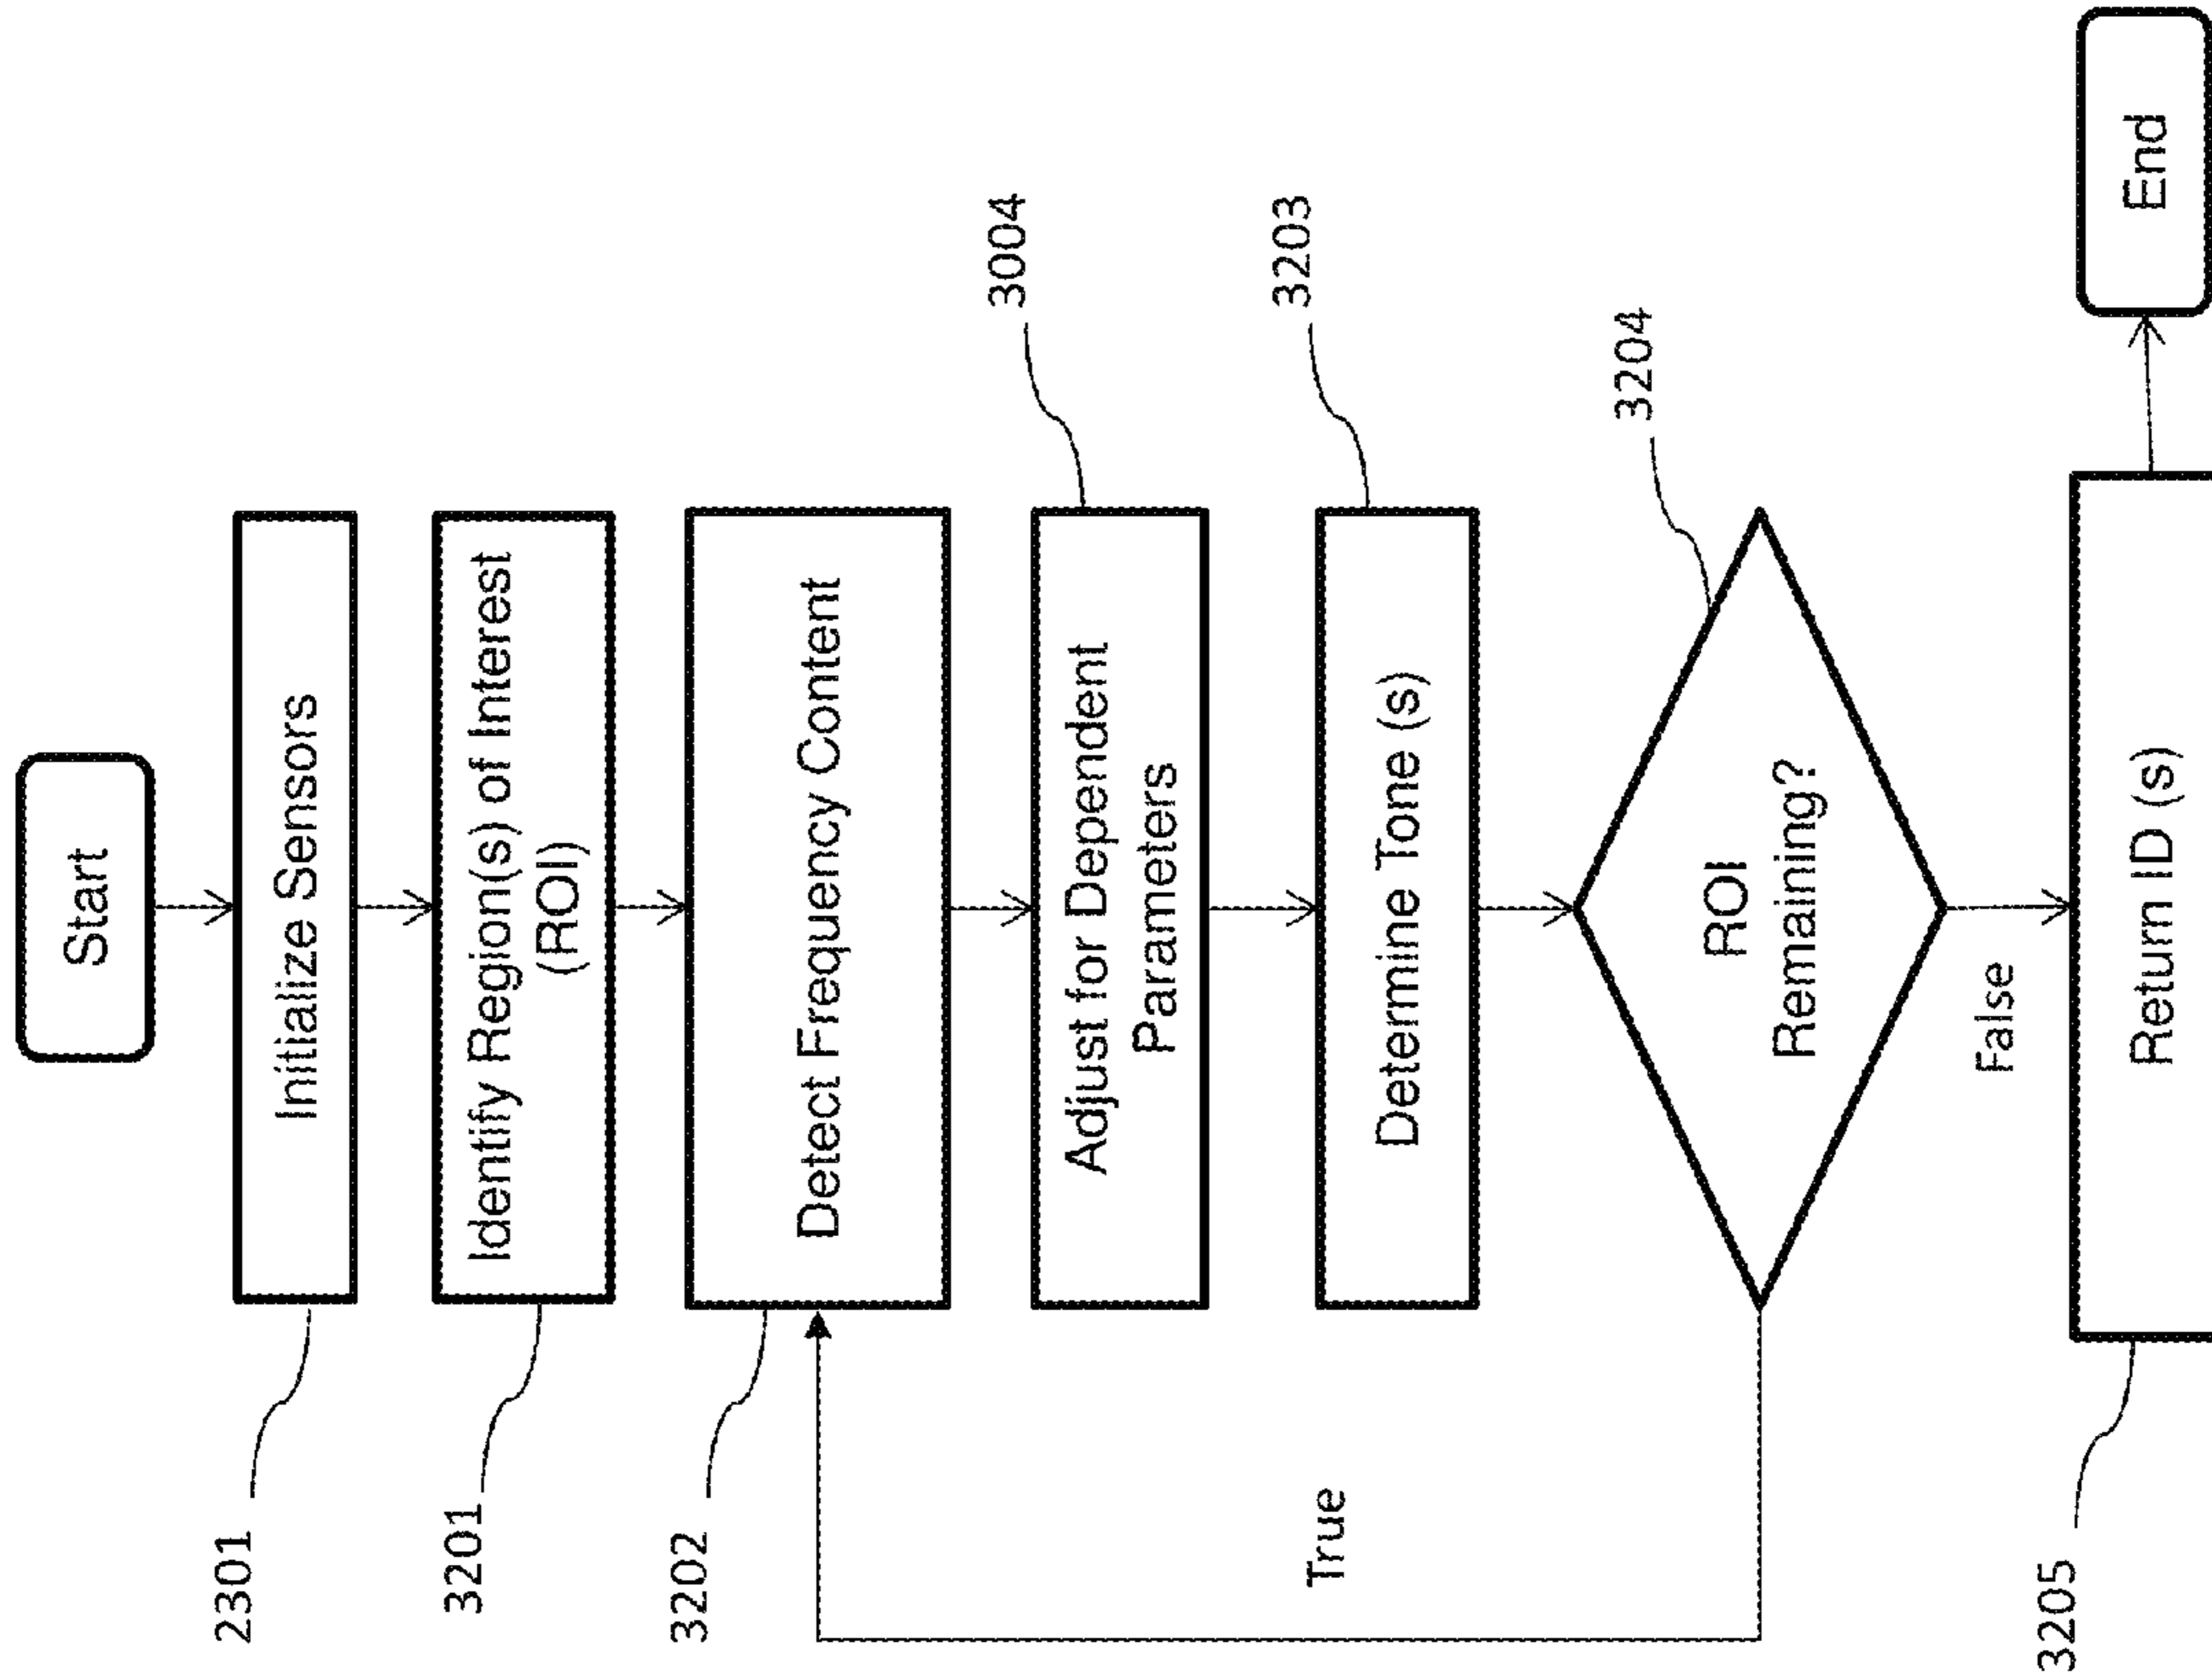 Start
2301
Initialize Sensors
3201
Identify Region(s) of Interest
(ROI)
3202
Detect Frequency Content
3004
Adjust for Dependent
Parameters
3203
Determine Tone (s)
3204
ROI
Remaining?
True
False
3205
Return ID (s)
End